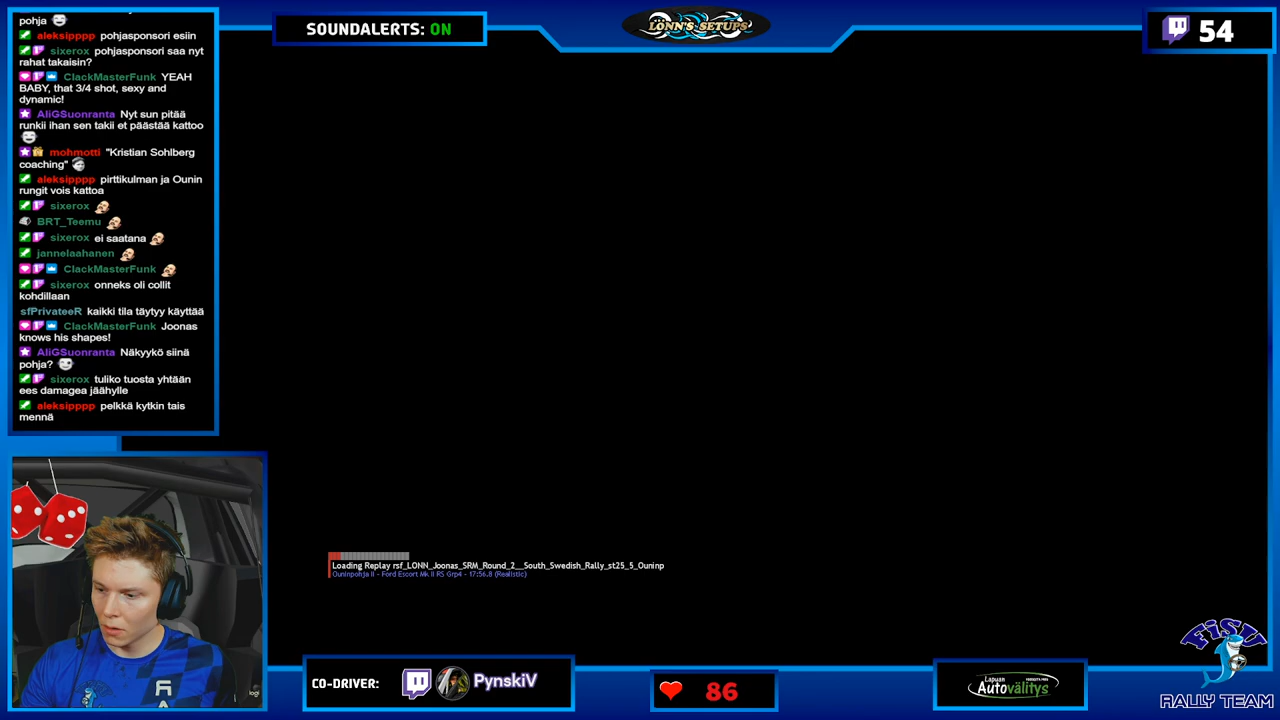 pohja
aleksipppp pohjasponsori esiin
sixerox pohjasponsori saa nyt
rahat takaisin?
ClackMasterFunk YEAH
BABY, that 3/4 shot, sexy and
dynamic!
AliGSuonranta Nyt sun pitää
runkii ihan sen takii et päästää kattoo
mohmotti "Kristian Sohlberg
coaching"
aleksipppp pirttikulman ja Ounin
rungit vois kattoa
sixerox
BRT_Teemu
sixerox ei saatana
jannelaahanen
ClackMasterFunk
sixerox onneks oli collit
kohdillaan
sfPrivateeR kaikki tila täytyy käyttää
ClackMasterFunk Joonas
knows his shapes!
AliGSuonranta Näkyykö siinä
pohja?
sixerox tuliko tuosta yhtään
ees damagea jäähylle
aleksipppp pelkkä kytkin tais
mennä
SOUNDALERTS: ON
LÖNN'S SETUPS
54
Loading Replay rsf_LONN_Joonas_SRM_Round_2__South_Swedish_Rally_st25_5_Ouninp
Ouninpohja II - Ford Escort Mk II RS Grp4 - 17:56.8 (Realistic)
CO-DRIVER: PynskiV
86
Lapuan
Autovälitys
FISU
RALLY TEAM
logi